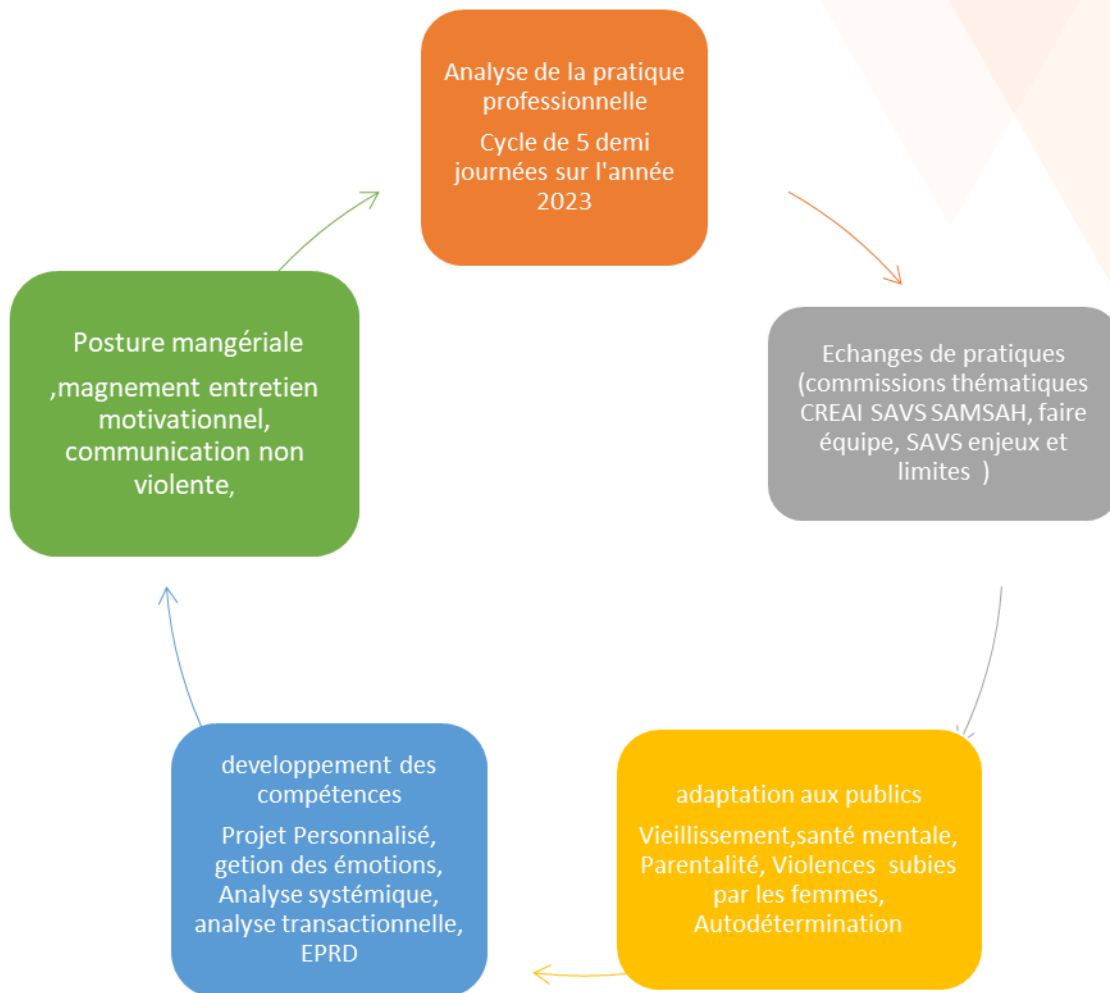 Analyse de la pratique
professionnelle
Cycle de 5 demi
journées sur l'année
2023
Echanges de pratiques
(commissions thématiques
CREAI SAVS SAMSAH, faire
équipe, SAVS enjeux et
limites )
adaptation aux publics
Vieillissement,santé mentale,
Parentalité, Violences subies
par les femmes,
Autodétermination
developpement des
compétences
Projet Personnalisé,
getion des émotions,
Analyse systémique,
analyse transactionnelle,
EPRD
Posture mangériale
,magnement entretien
motivationnel,
communication non
violente,